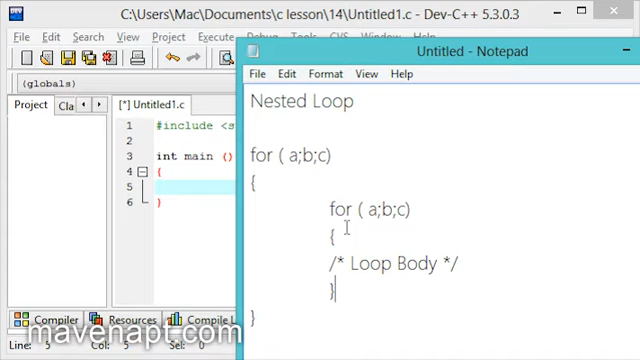 C:\Users\Mac\Documents\c lesson\14\Untitled1.c - Dev-C++ 5.3.0.3
File Edit Search View Project Execute
(globals)
Project Cla
[*] Untitled1.c
1 #include <s
2
3 int main ()
4 {
5
6 }
Untitled - Notepad
File Edit Format View Help
Nested Loop
for ( a;b;c)
{
for ( a;b;c)
{
/* Loop Body */
}
}
Compiler Resources Compile L
mavenapt.com
Line: 5 Col: 5 Sel: 0